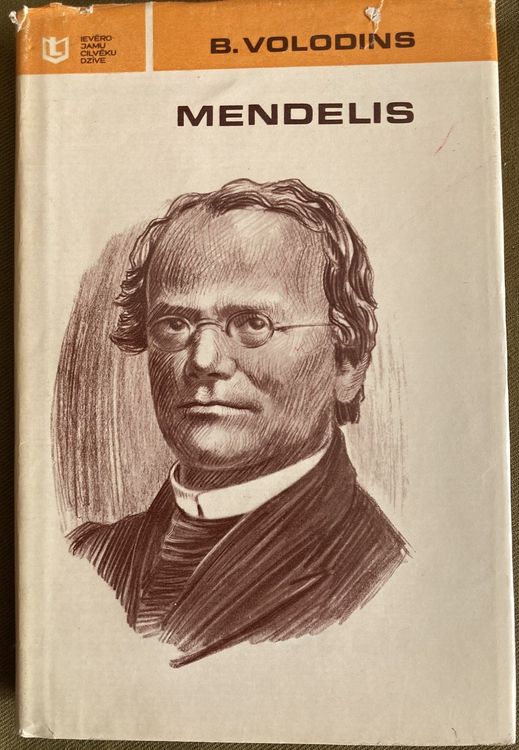 IEVĒRO-
JAMU
CILVĒKU
DZĪVE
B. VOLODINS
MENDELIS